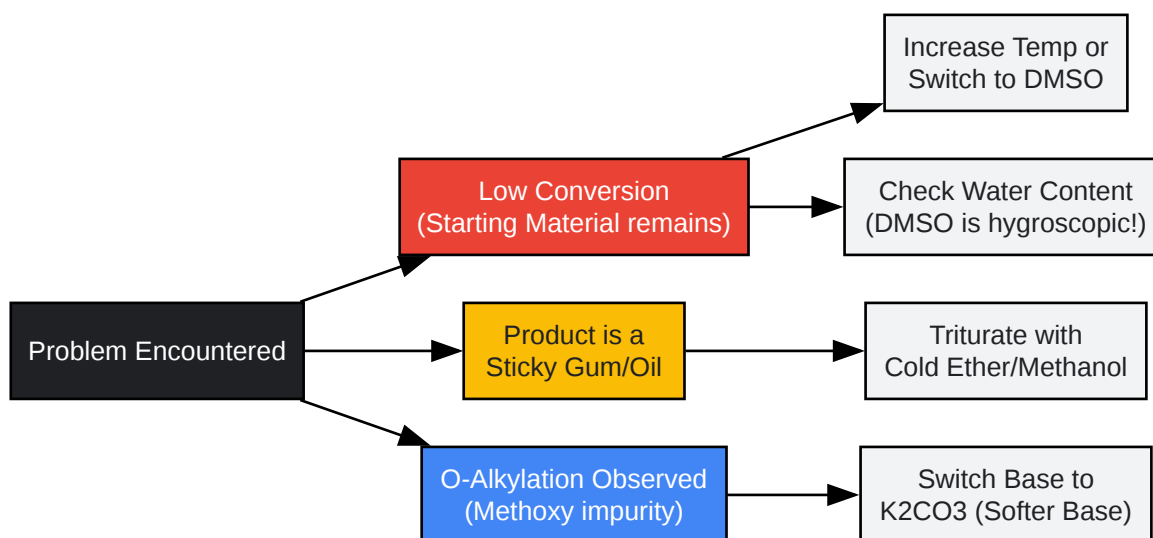 Increase Temp or
Switch to DMSO
Low Conversion
(Starting Material remains)
Check Water Content
(DMSO is hygroscopic!)
Problem Encountered
Product is a
Sticky Gum/Oil
Triturate with
Cold Ether/Methanol
O-Alkylation Observed
(Methoxy impurity)
Switch Base to
K2CO3 (Softer Base)